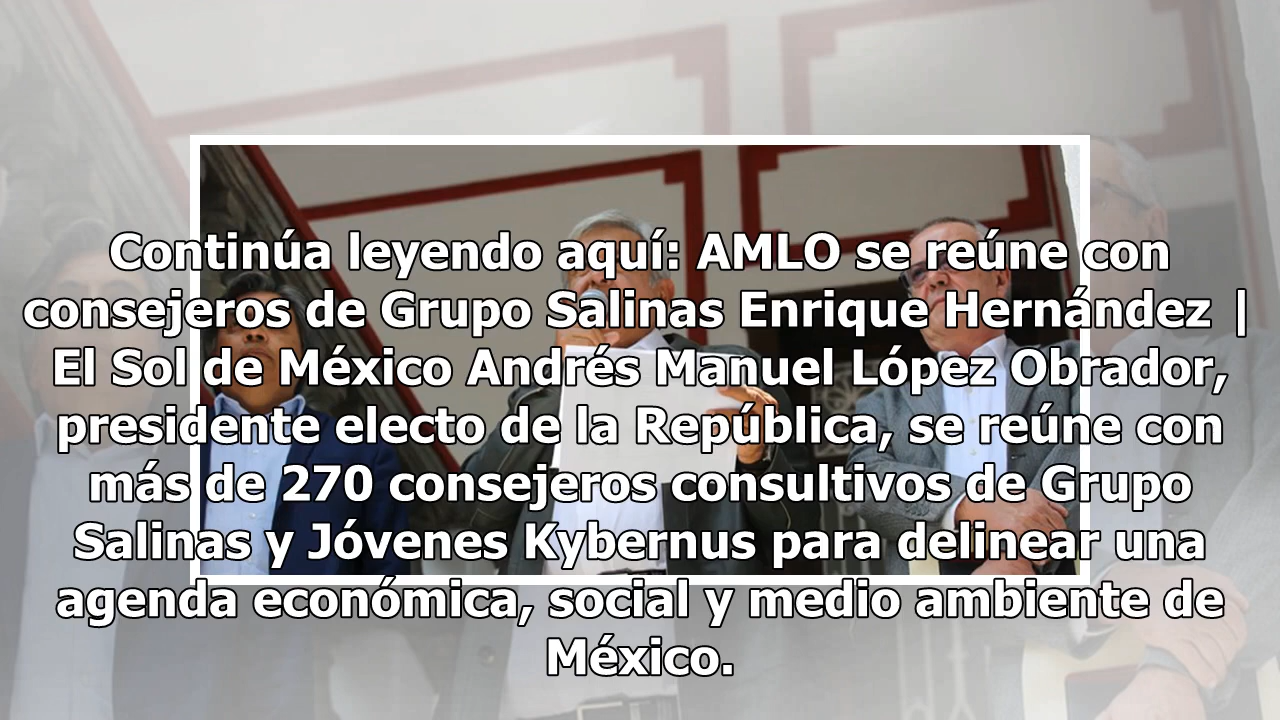 Continúa leyendo aquí: AMLO se reúne con
consejeros de Grupo Salinas Enrique Hernández |
El Sol de México Andrés Manuel López Obrador,
presidente electo de la República, se reúne con
más de 270 consejeros consultivos de Grupo
Salinas y Jóvenes Kybernus para delinear una
agenda económica, social y medio ambiente de
México.